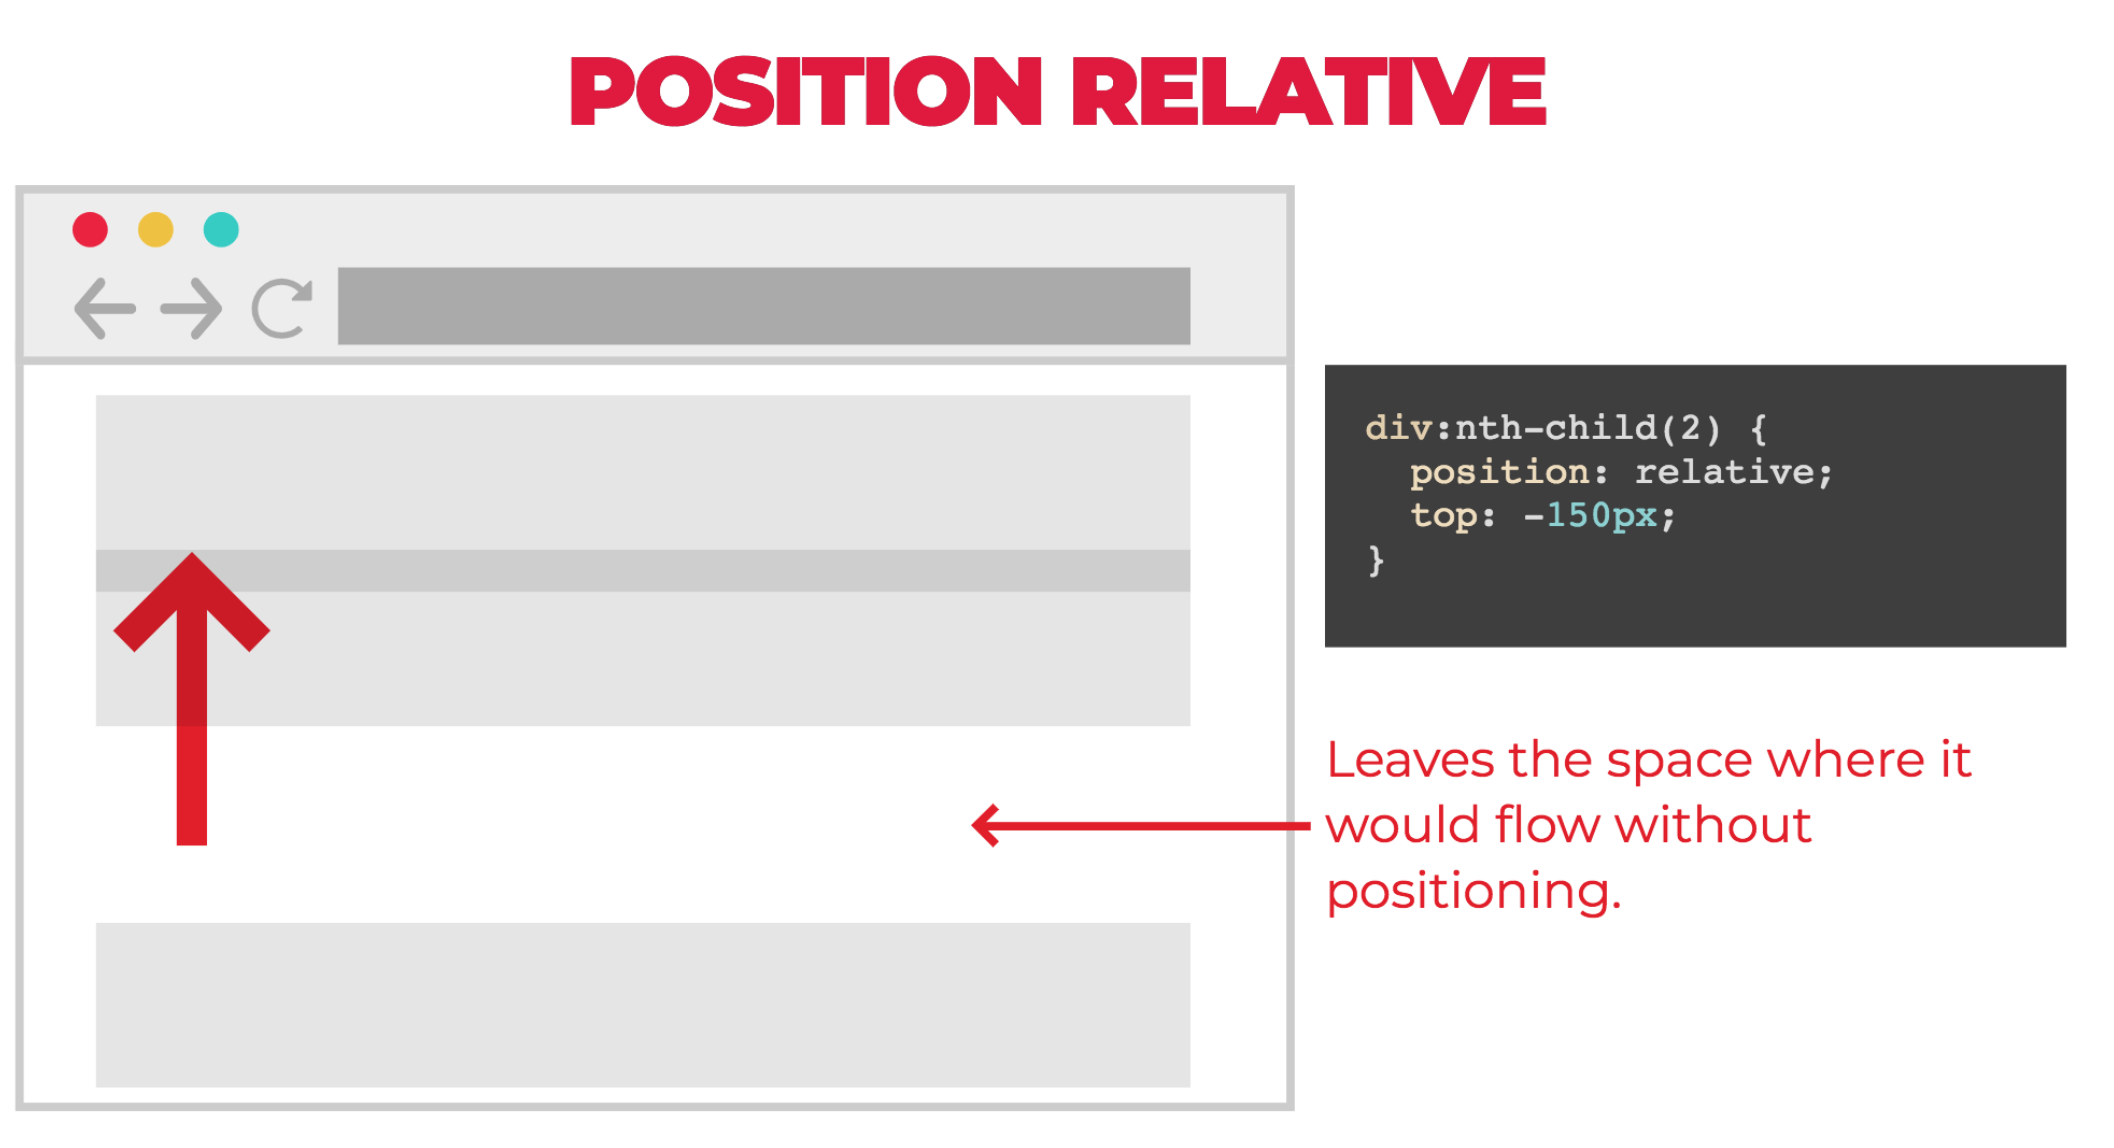 POSITION RELATIVE
div:nth-child(2) {
position: relative;
top: -150px;
}
Leaves the space where it
would flow without
positioning.